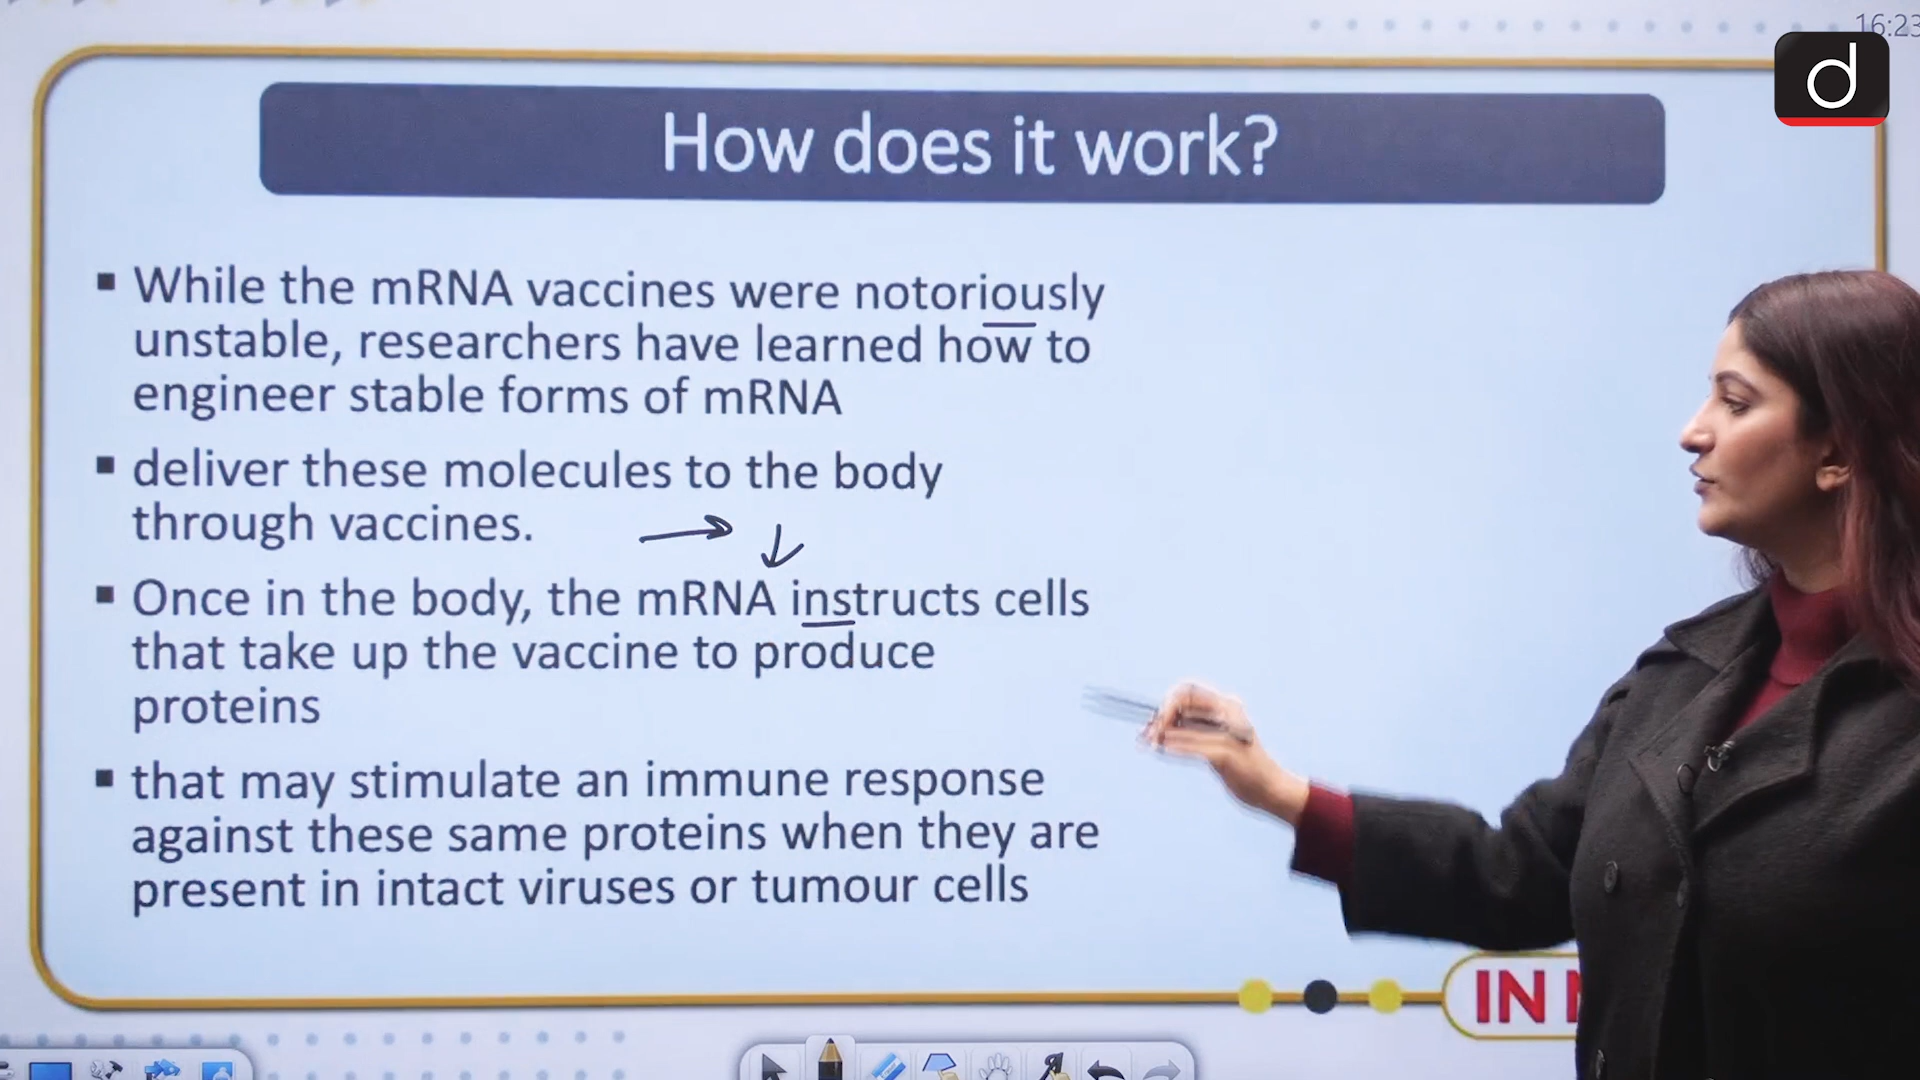 16:23
d
How does it work?
▪ While the mRNA vaccines were notoriously
unstable, researchers have learned how to
engineer stable forms of mRNA
▪ deliver these molecules to the body
through vaccines.
▪ Once in the body, the mRNA instructs cells
that take up the vaccine to produce
proteins
▪ that may stimulate an immune response
against these same proteins when they are
present in intact viruses or tumour cells
IN